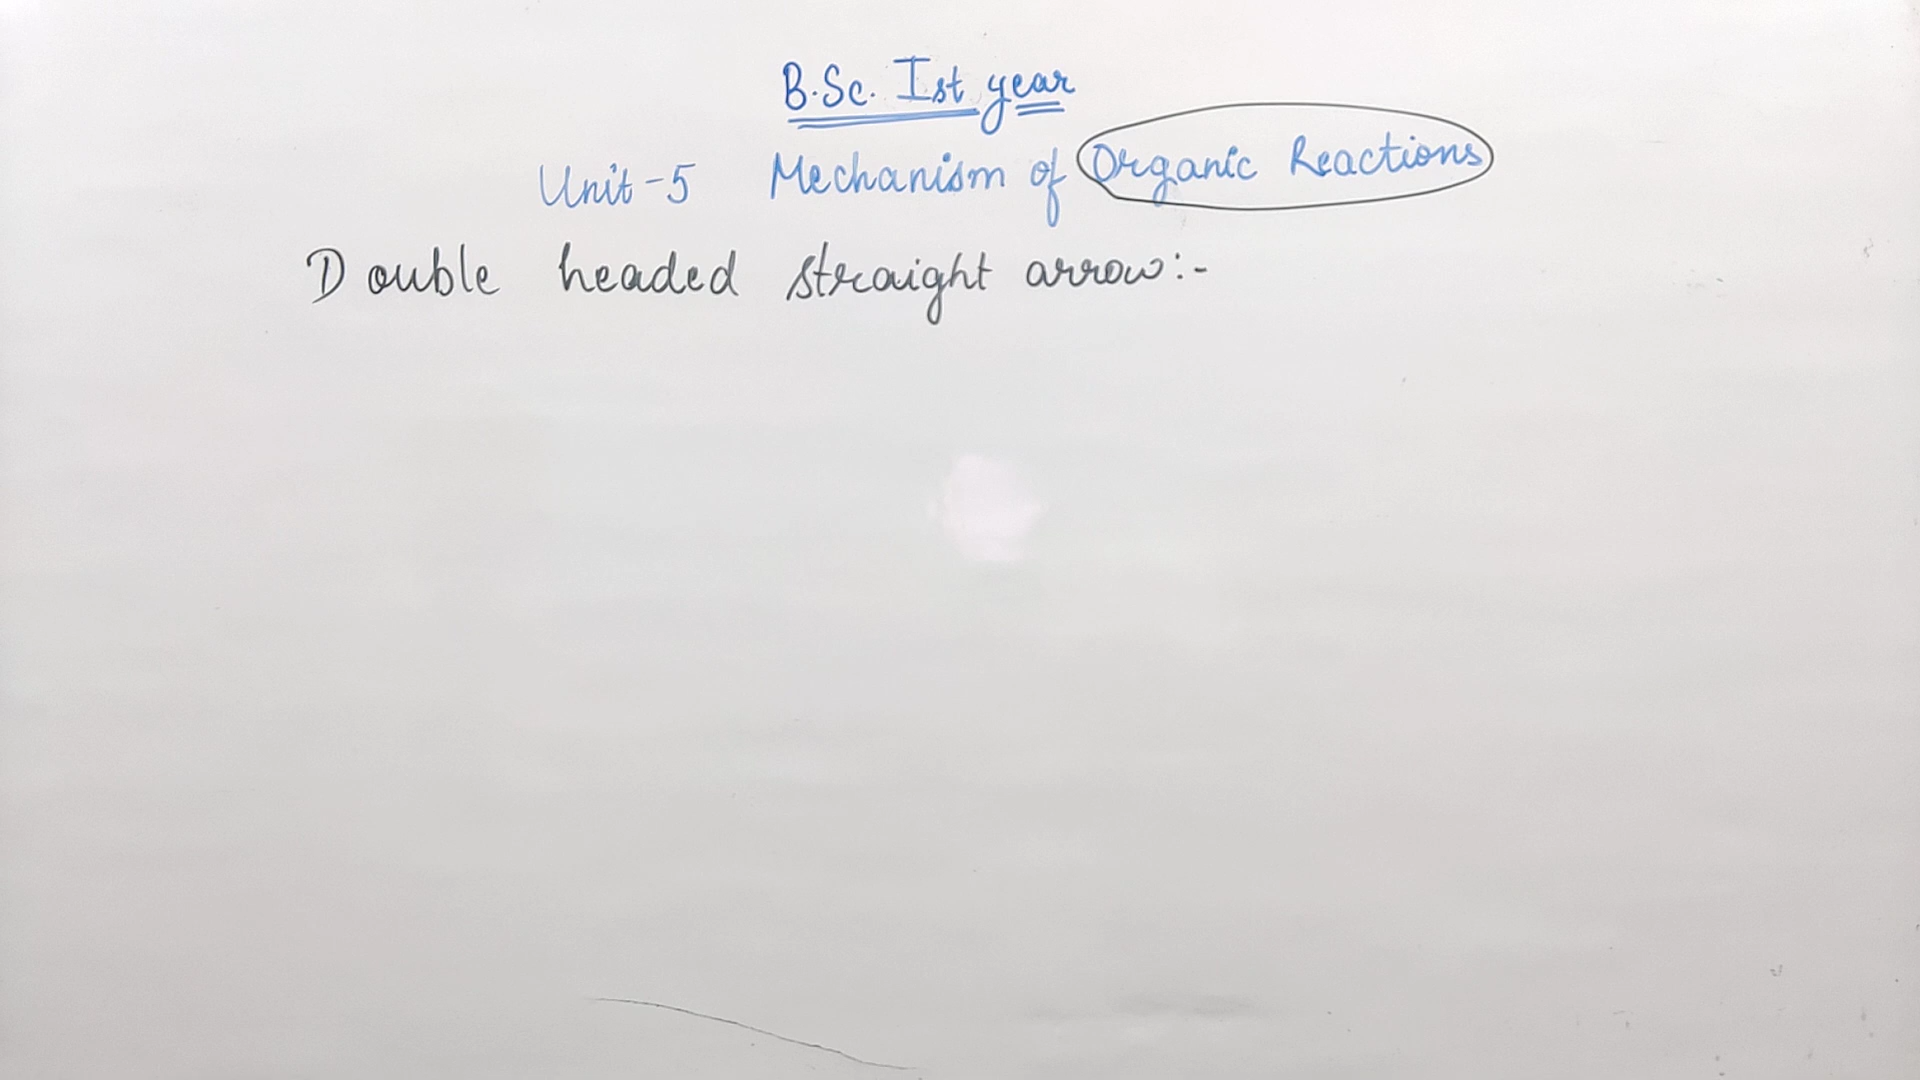 B.Sc. Ist year
Unit-5 Mechanism of Organic Reactions
Double headed straight arrow:-